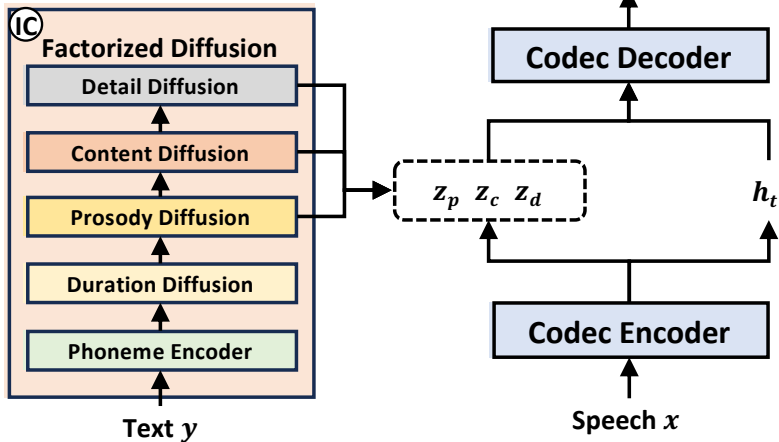 IC
Factorized Diffusion
Detail Diffusion
Content Diffusion
Prosody Diffusion
Duration Diffusion
Phoneme Encoder
Text y
Codec Decoder
z_p z_c z_d
h_t
Codec Encoder
Speech x